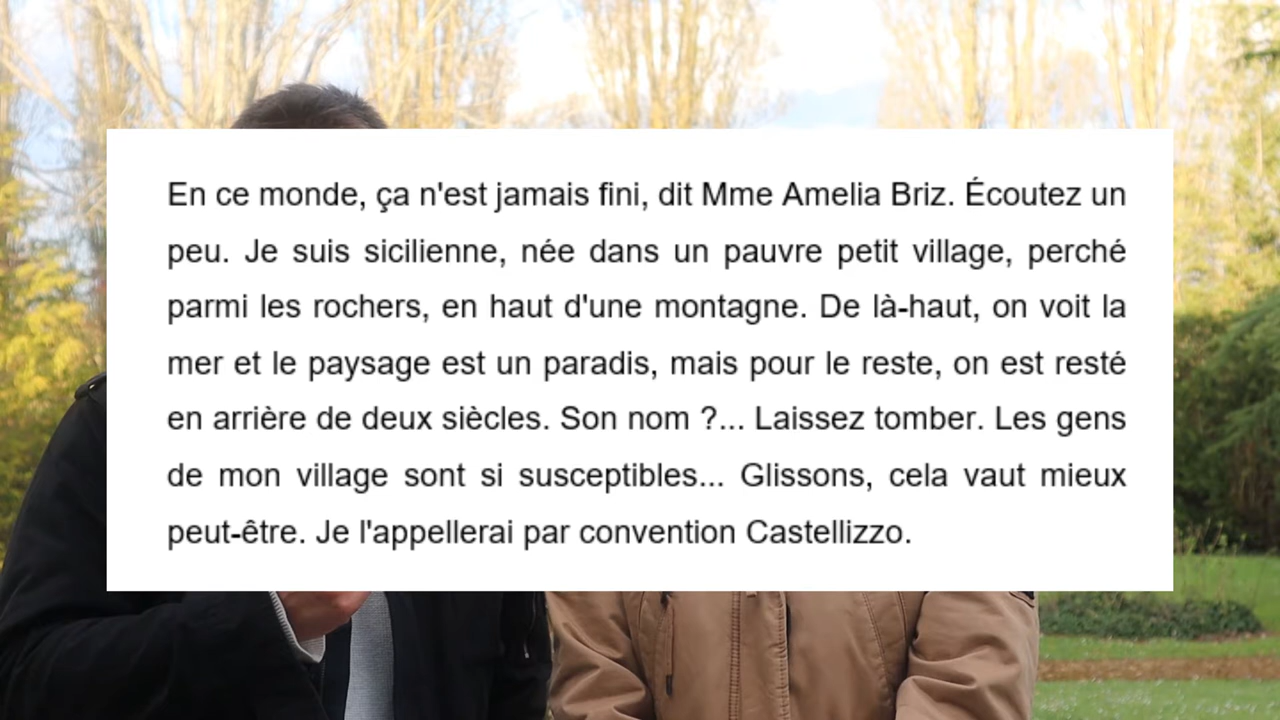 En ce monde, ça n'est jamais fini, dit Mme Amelia Briz. Écoutez un
peu. Je suis sicilienne, née dans un pauvre petit village, perché
parmi les rochers, en haut d'une montagne. De là-haut, on voit la
mer et le paysage est un paradis, mais pour le reste, on est resté
en arrière de deux siècles. Son nom ?... Laissez tomber. Les gens
de mon village sont si susceptibles... Glissons, cela vaut mieux
peut-être. Je l'appellerai par convention Castellizzo.